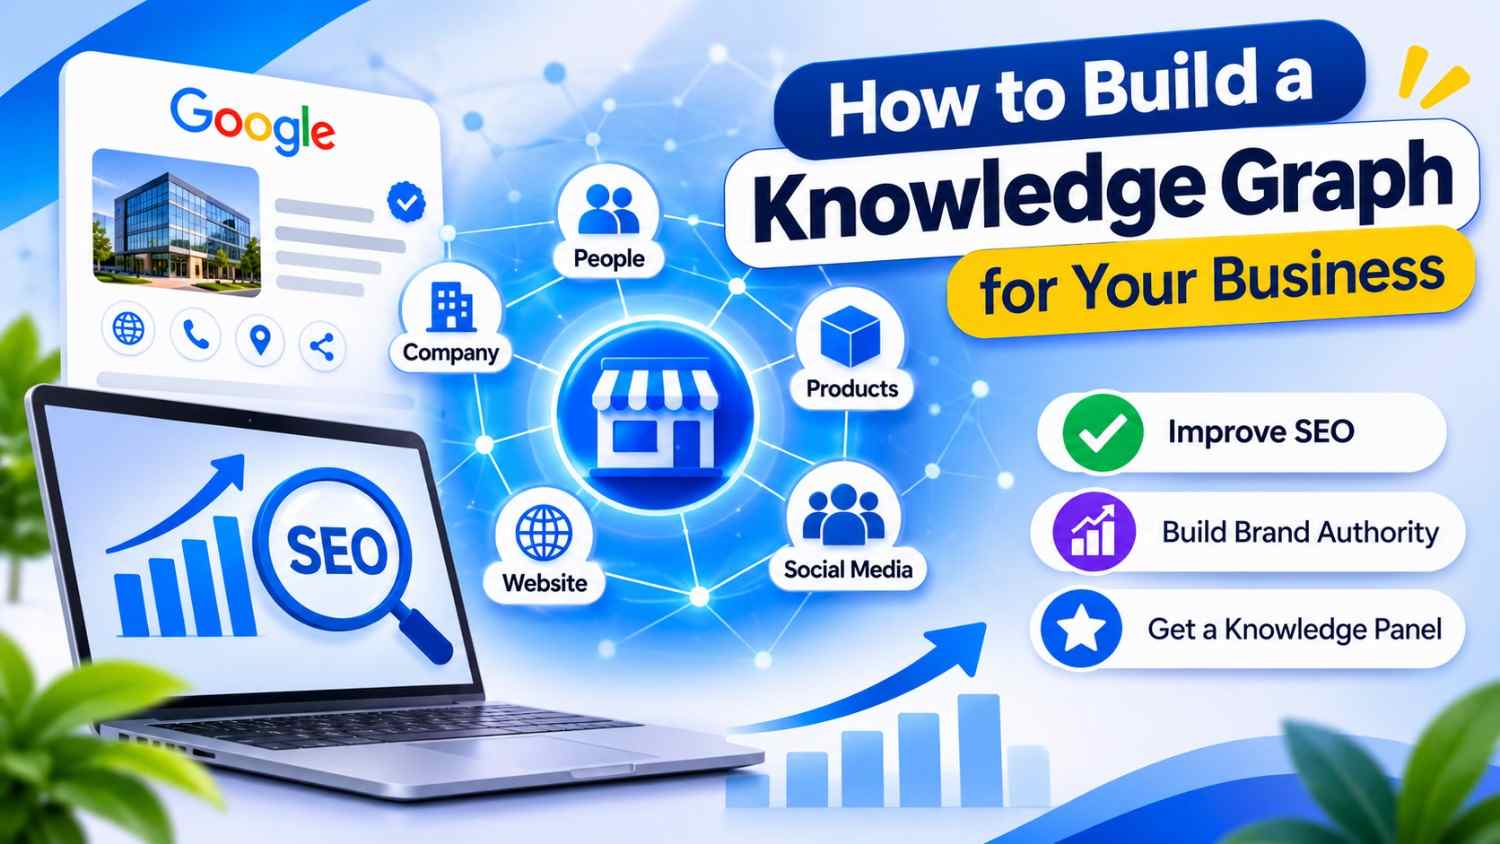 How to Build a
Knowledge Graph
for Your Business
Google
People
Company
Products
Website
Social Media
SEO
Improve SEO
Build Brand Authority
Get a Knowledge Panel